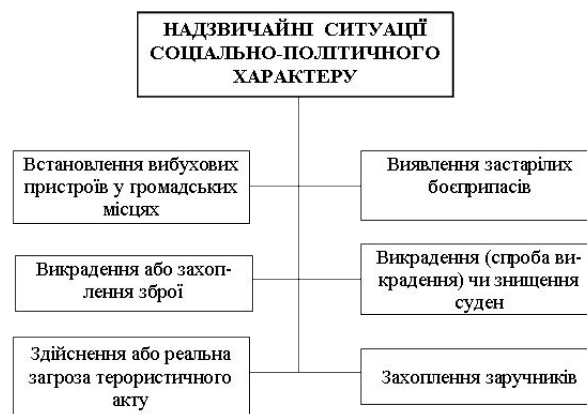 НАДЗВИЧАЙНІ СИТУАЦІЇ
СОЦІАЛЬНО-ПОЛІТИЧНОГО
ХАРАКТЕРУ
Встановлення вибухових
пристроїв у громадських
місцях
Виявлення застарілих
боєприпасів
Викрадення або захоп-
лення зброї
Викрадення (спроба ви-
крадення) чи знищення
суден
Здійснення або реальна
загроза терористичного
акту
Захоплення заручників